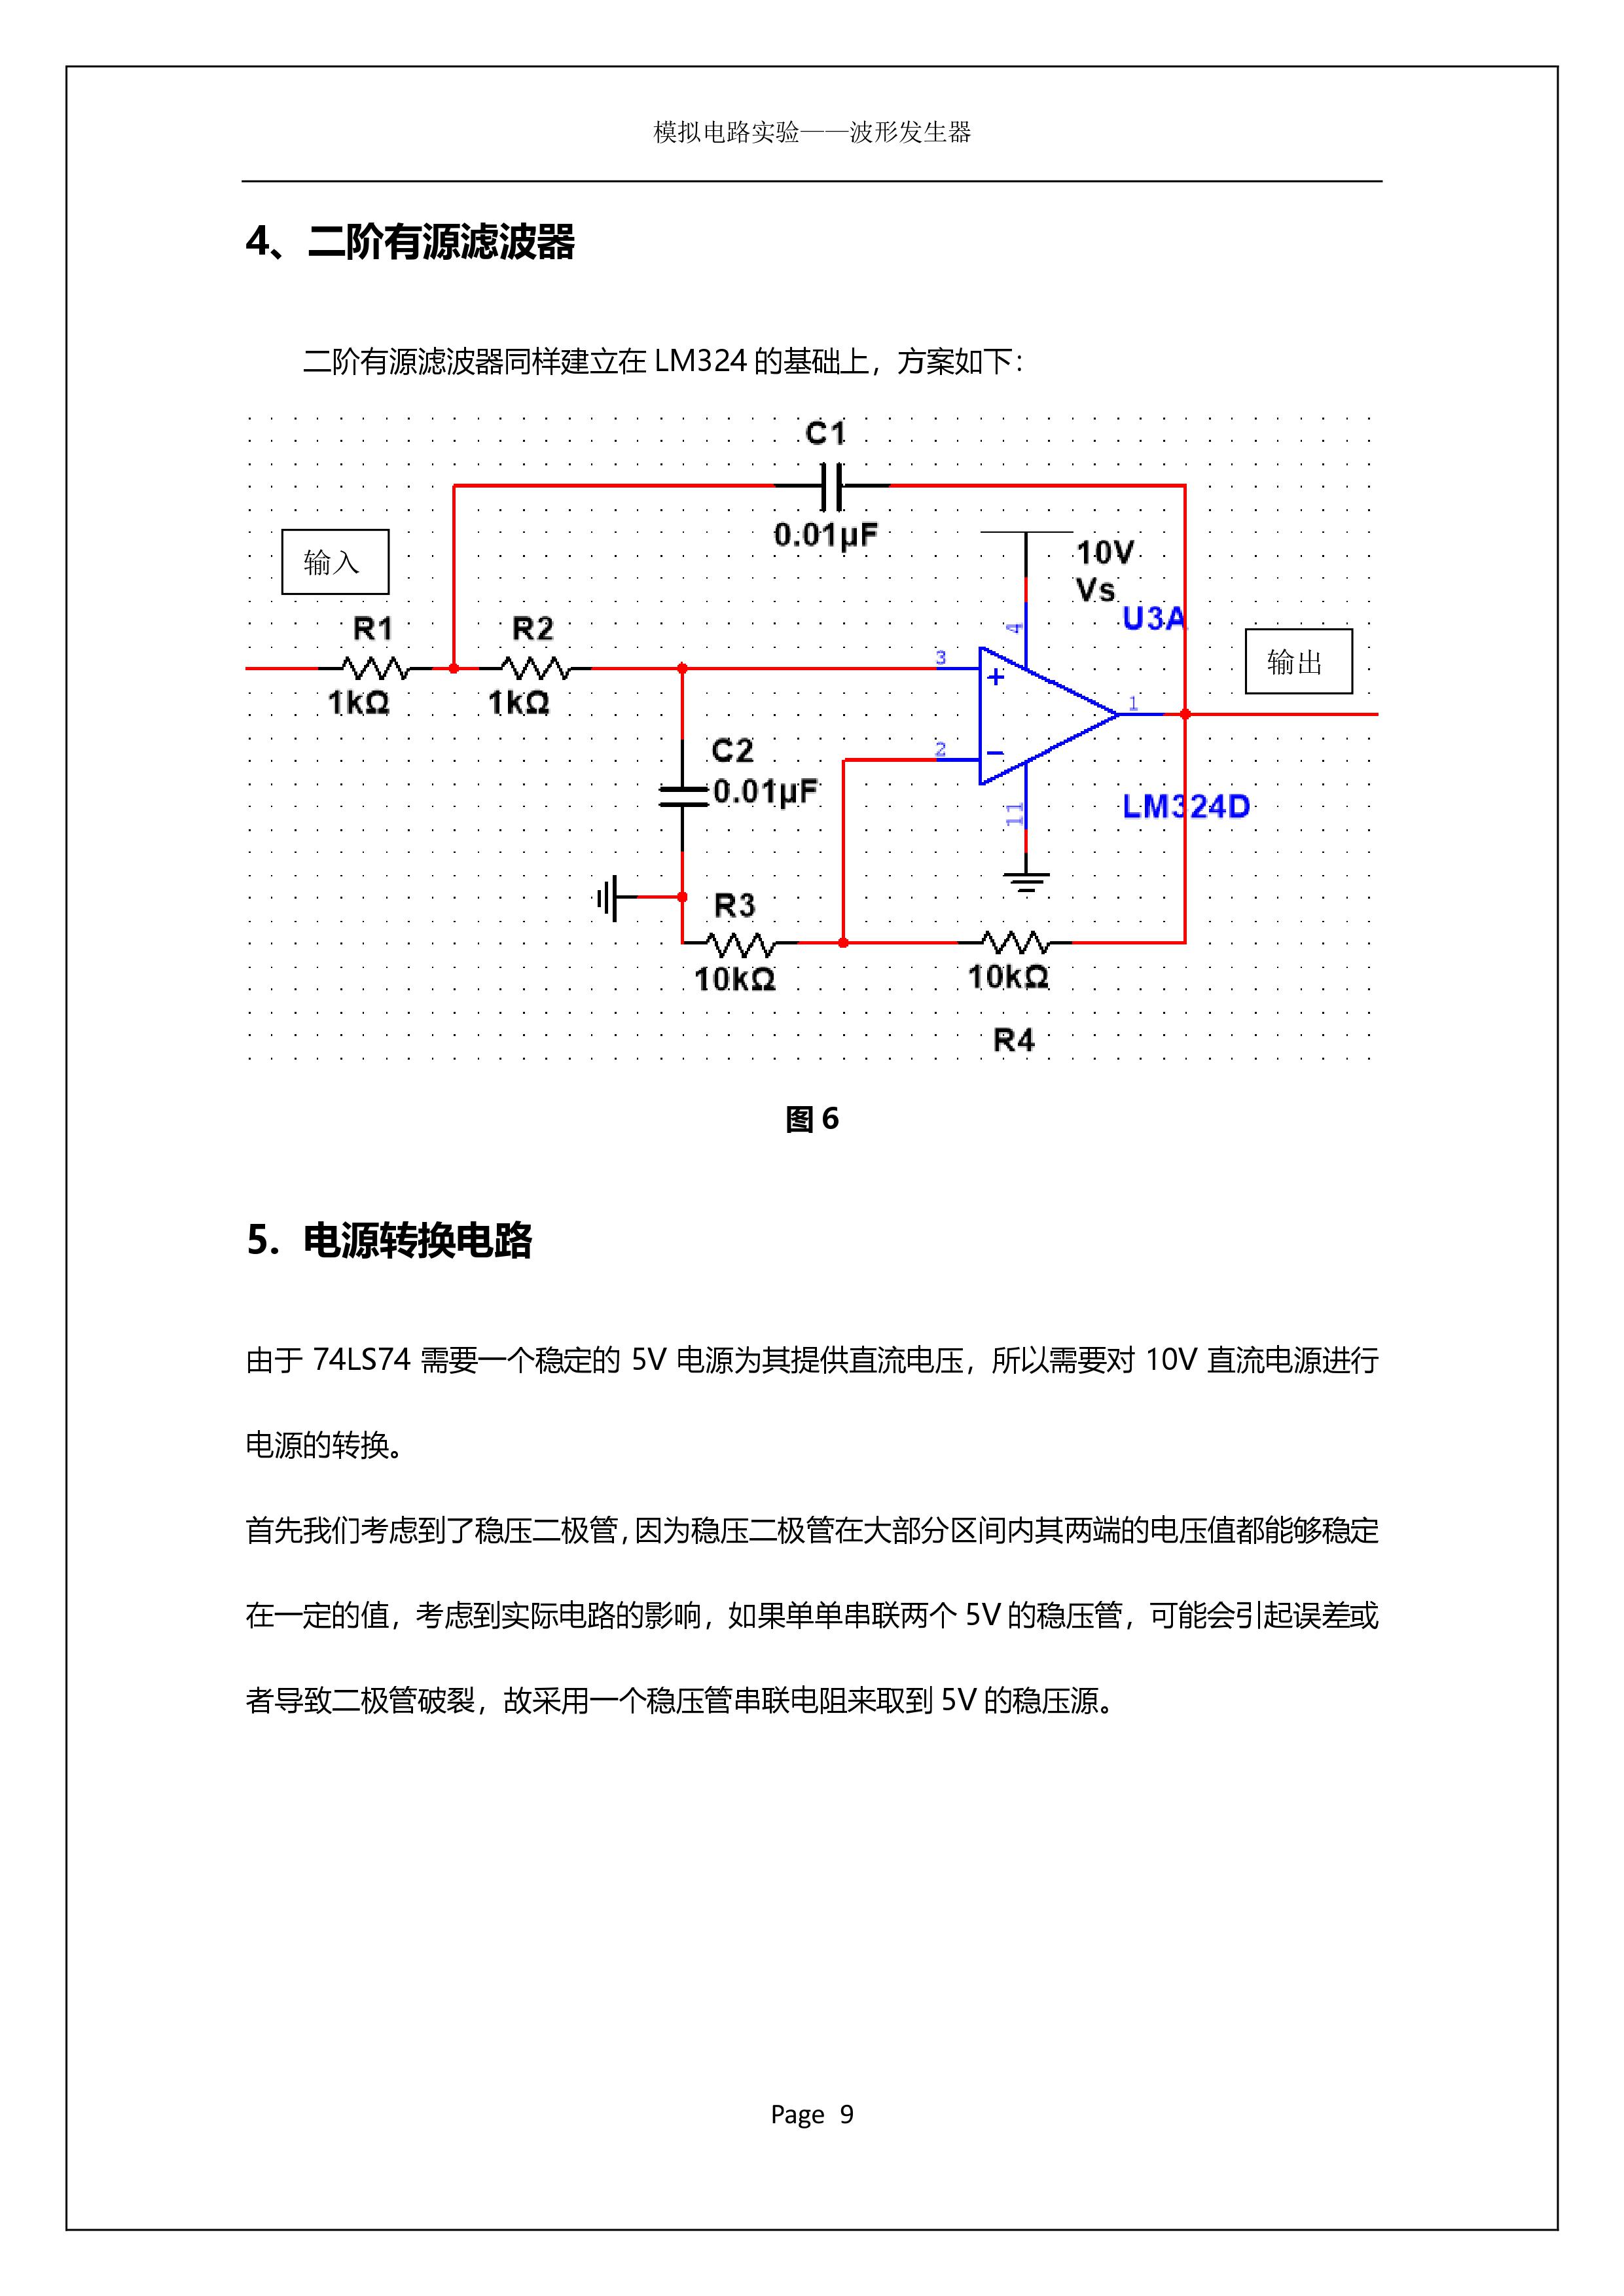 模拟电路实验——波形发生器
4、二阶有源滤波器
二阶有源滤波器同样建立在 LM324 的基础上，方案如下：
C1
0.01µF
输入
10V
Vs
U3A
4
R1
R2
3
输出
1kΩ
1kΩ
1
2
C2
0.01µF
LM324D
11
R3
10kΩ
10kΩ
R4
图 6
5. 电源转换电路
由于 74LS74 需要一个稳定的 5V 电源为其提供直流电压，所以需要对 10V 直流电源进行
电源的转换。
首先我们考虑到了稳压二极管，因为稳压二极管在大部分区间内其两端的电压值都能够稳定
在一定的值，考虑到实际电路的影响，如果单单串联两个 5V 的稳压管，可能会引起误差或
者导致二极管破裂，故采用一个稳压管串联电阻来取到 5V 的稳压源。
Page 9